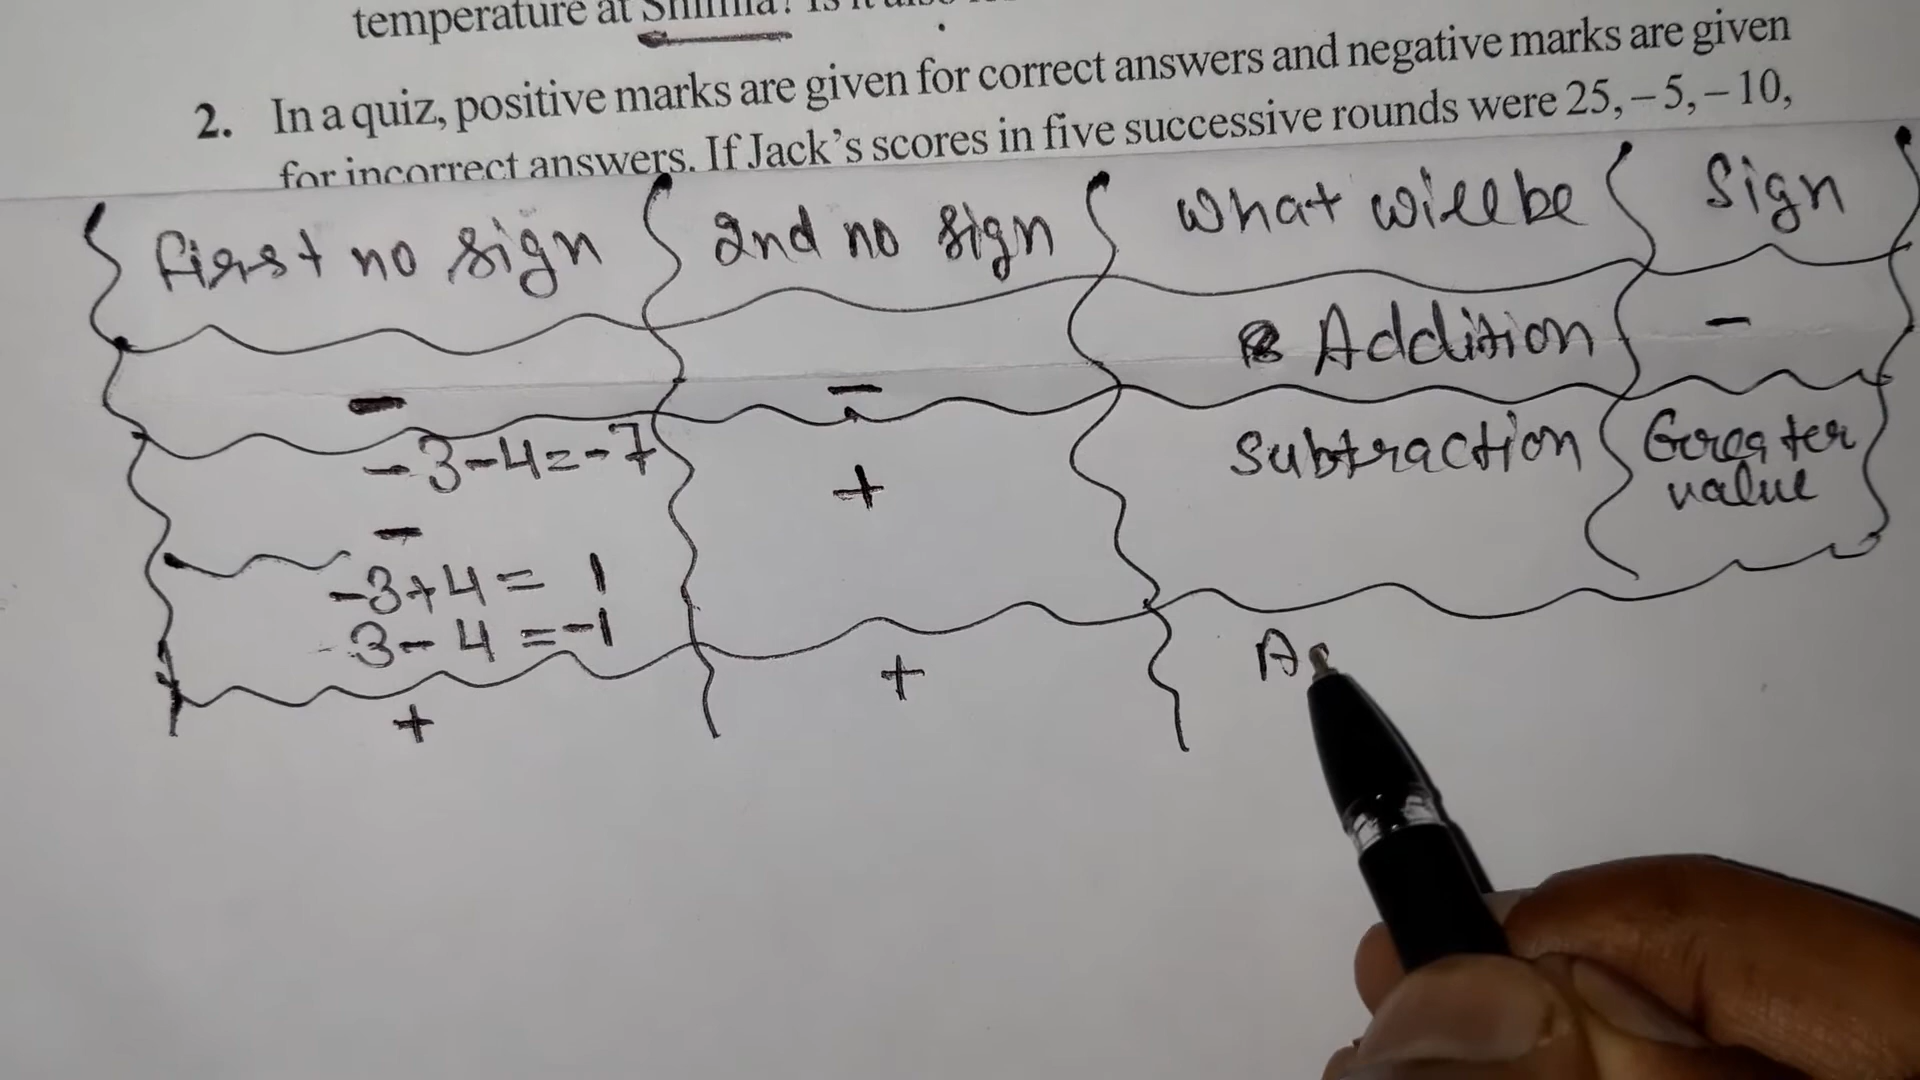 temperature at Shimla? Is it also
2. In a quiz, positive marks are given for correct answers and negative marks are given
for incorrect answers. If Jack's scores in five successive rounds were 25, – 5, – 10,
First no sign 2nd no sign What will be Sign
- - Addition -
-3-4=-7
- + Subtraction Greater value
-3+4= 1
3-4 =-1
+ + A